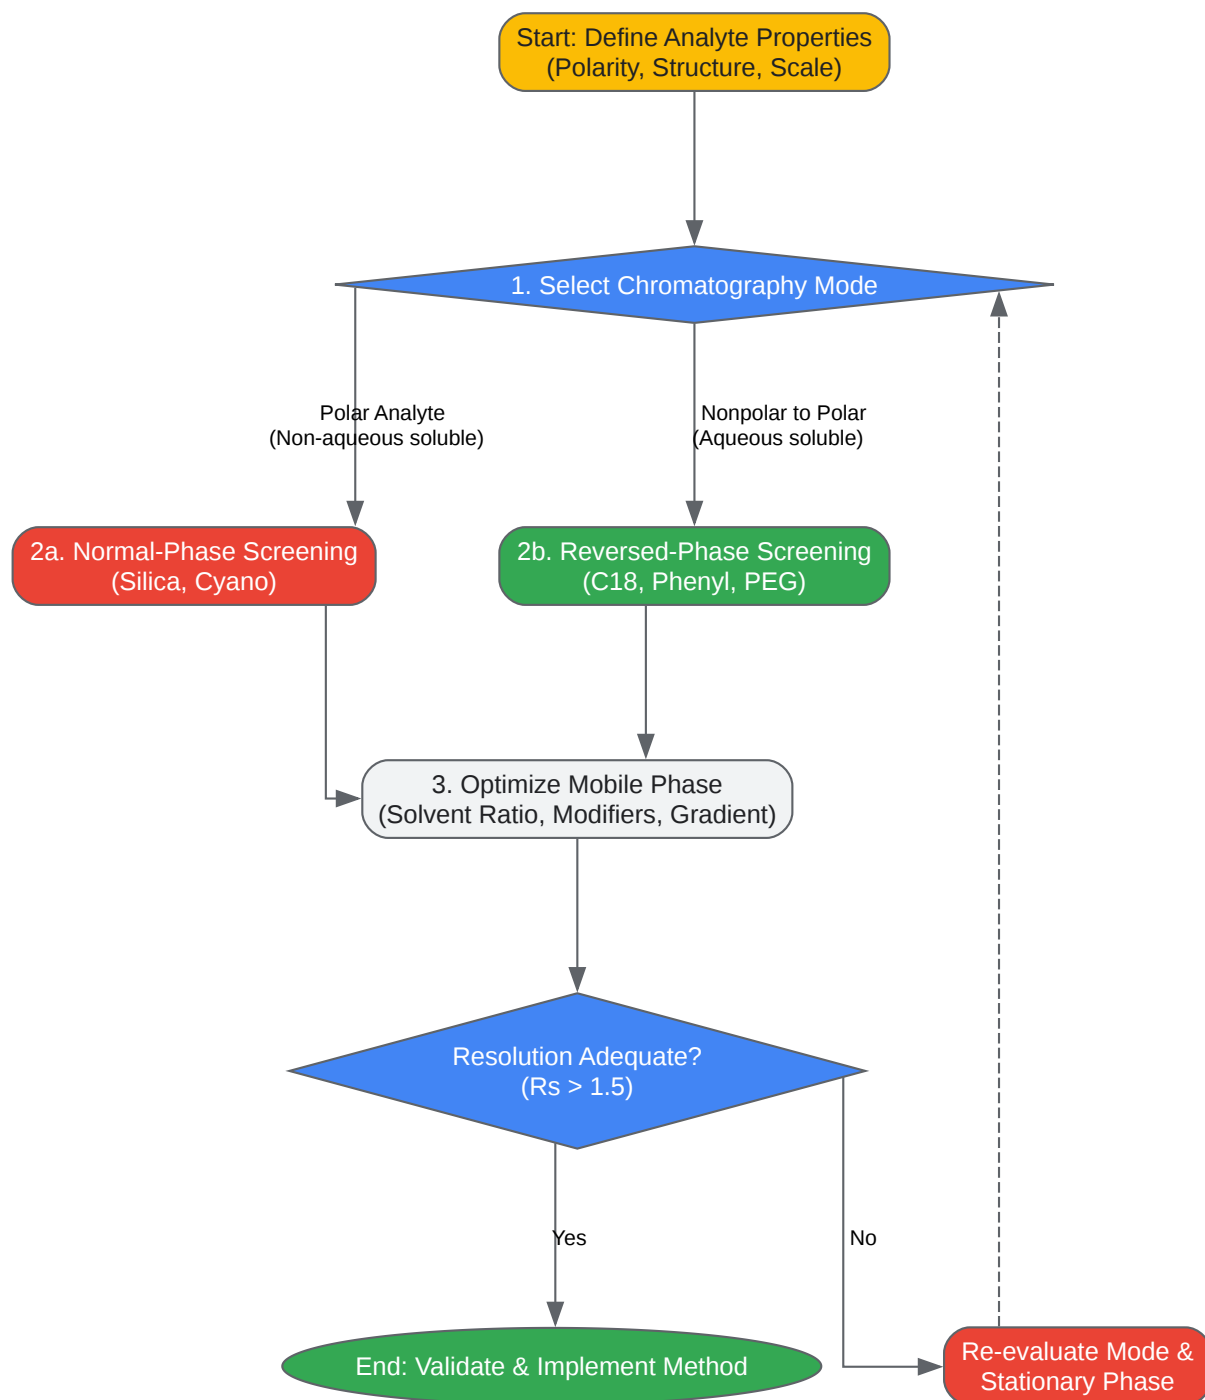 Start: Define Analyte Properties
(Polarity, Structure, Scale)
1. Select Chromatography Mode
Polar Analyte
(Non-aqueous soluble)
Nonpolar to Polar
(Aqueous soluble)
2a. Normal-Phase Screening
(Silica, Cyano)
2b. Reversed-Phase Screening
(C18, Phenyl, PEG)
3. Optimize Mobile Phase
(Solvent Ratio, Modifiers, Gradient)
Resolution Adequate?
(Rs > 1.5)
Yes
No
End: Validate & Implement Method
Re-evaluate Mode &
Stationary Phase